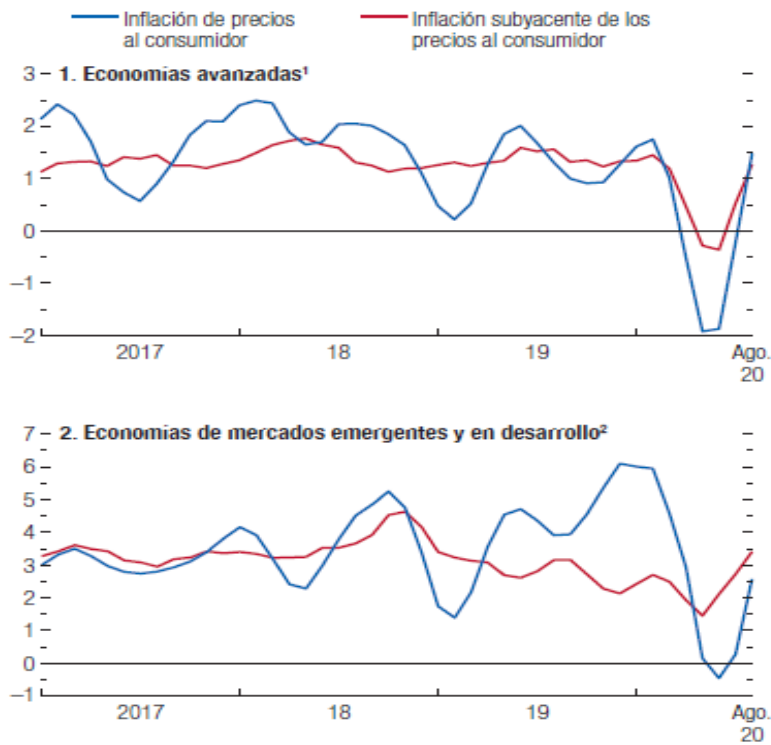 Inflación de precios
al consumidor
Inflación subyacente de los
precios al consumidor
1. Economías avanzadas¹
3
2
1
0
–1
–2
2017 18 19 Ago.
20
2. Economías de mercados emergentes y en desarrollo²
7
6
5
4
3
2
1
0
–1
2017 18 19 Ago.
20